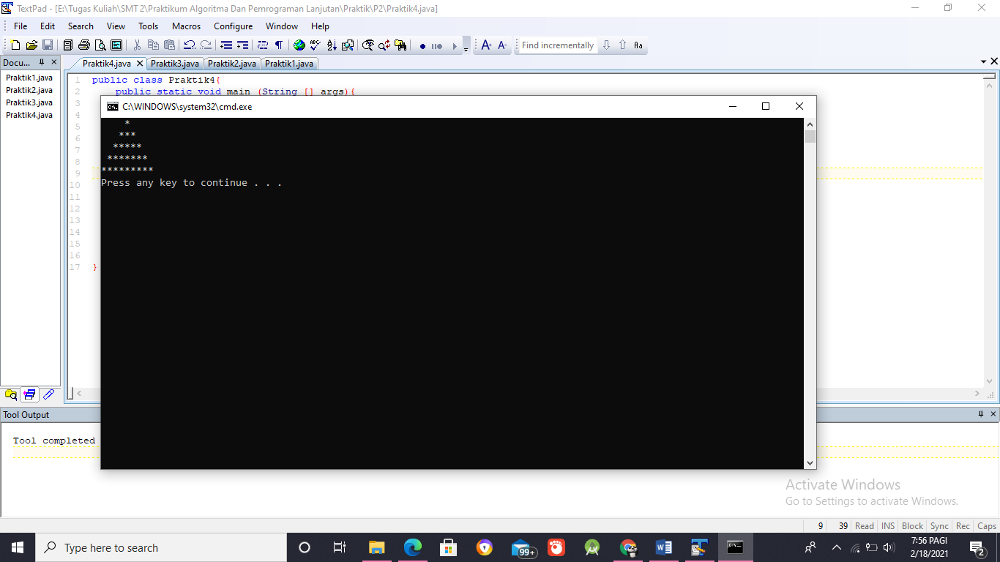 TextPad - [E:\Tugas Kuliah\SMT 2\Praktikum Algoritma Dan Pemrograman Lanjutan\Praktik\P2\Praktik4.java]
File Edit Search View Tools Macros Configure Window Help
Find incrementally Aa
Docu... Praktik4.java Praktik3.java Praktik2.java Praktik1.java
Praktik1.java
Praktik2.java
Praktik3.java
Praktik4.java
1 public class Praktik4{
2 public static void main (String [] args){
3
4
5
6
7
8
9
10
11
12
13
14
15
16
17 }
C:\WINDOWS\system32\cmd.exe
*
***
*****
*******
*********
Press any key to continue . . .
Tool Output
Tool completed
Activate Windows
Go to Settings to activate Windows.
9 39 Read INS Block Sync Rec Caps
Type here to search
99+
7:56 PAGI
2/18/2021
2